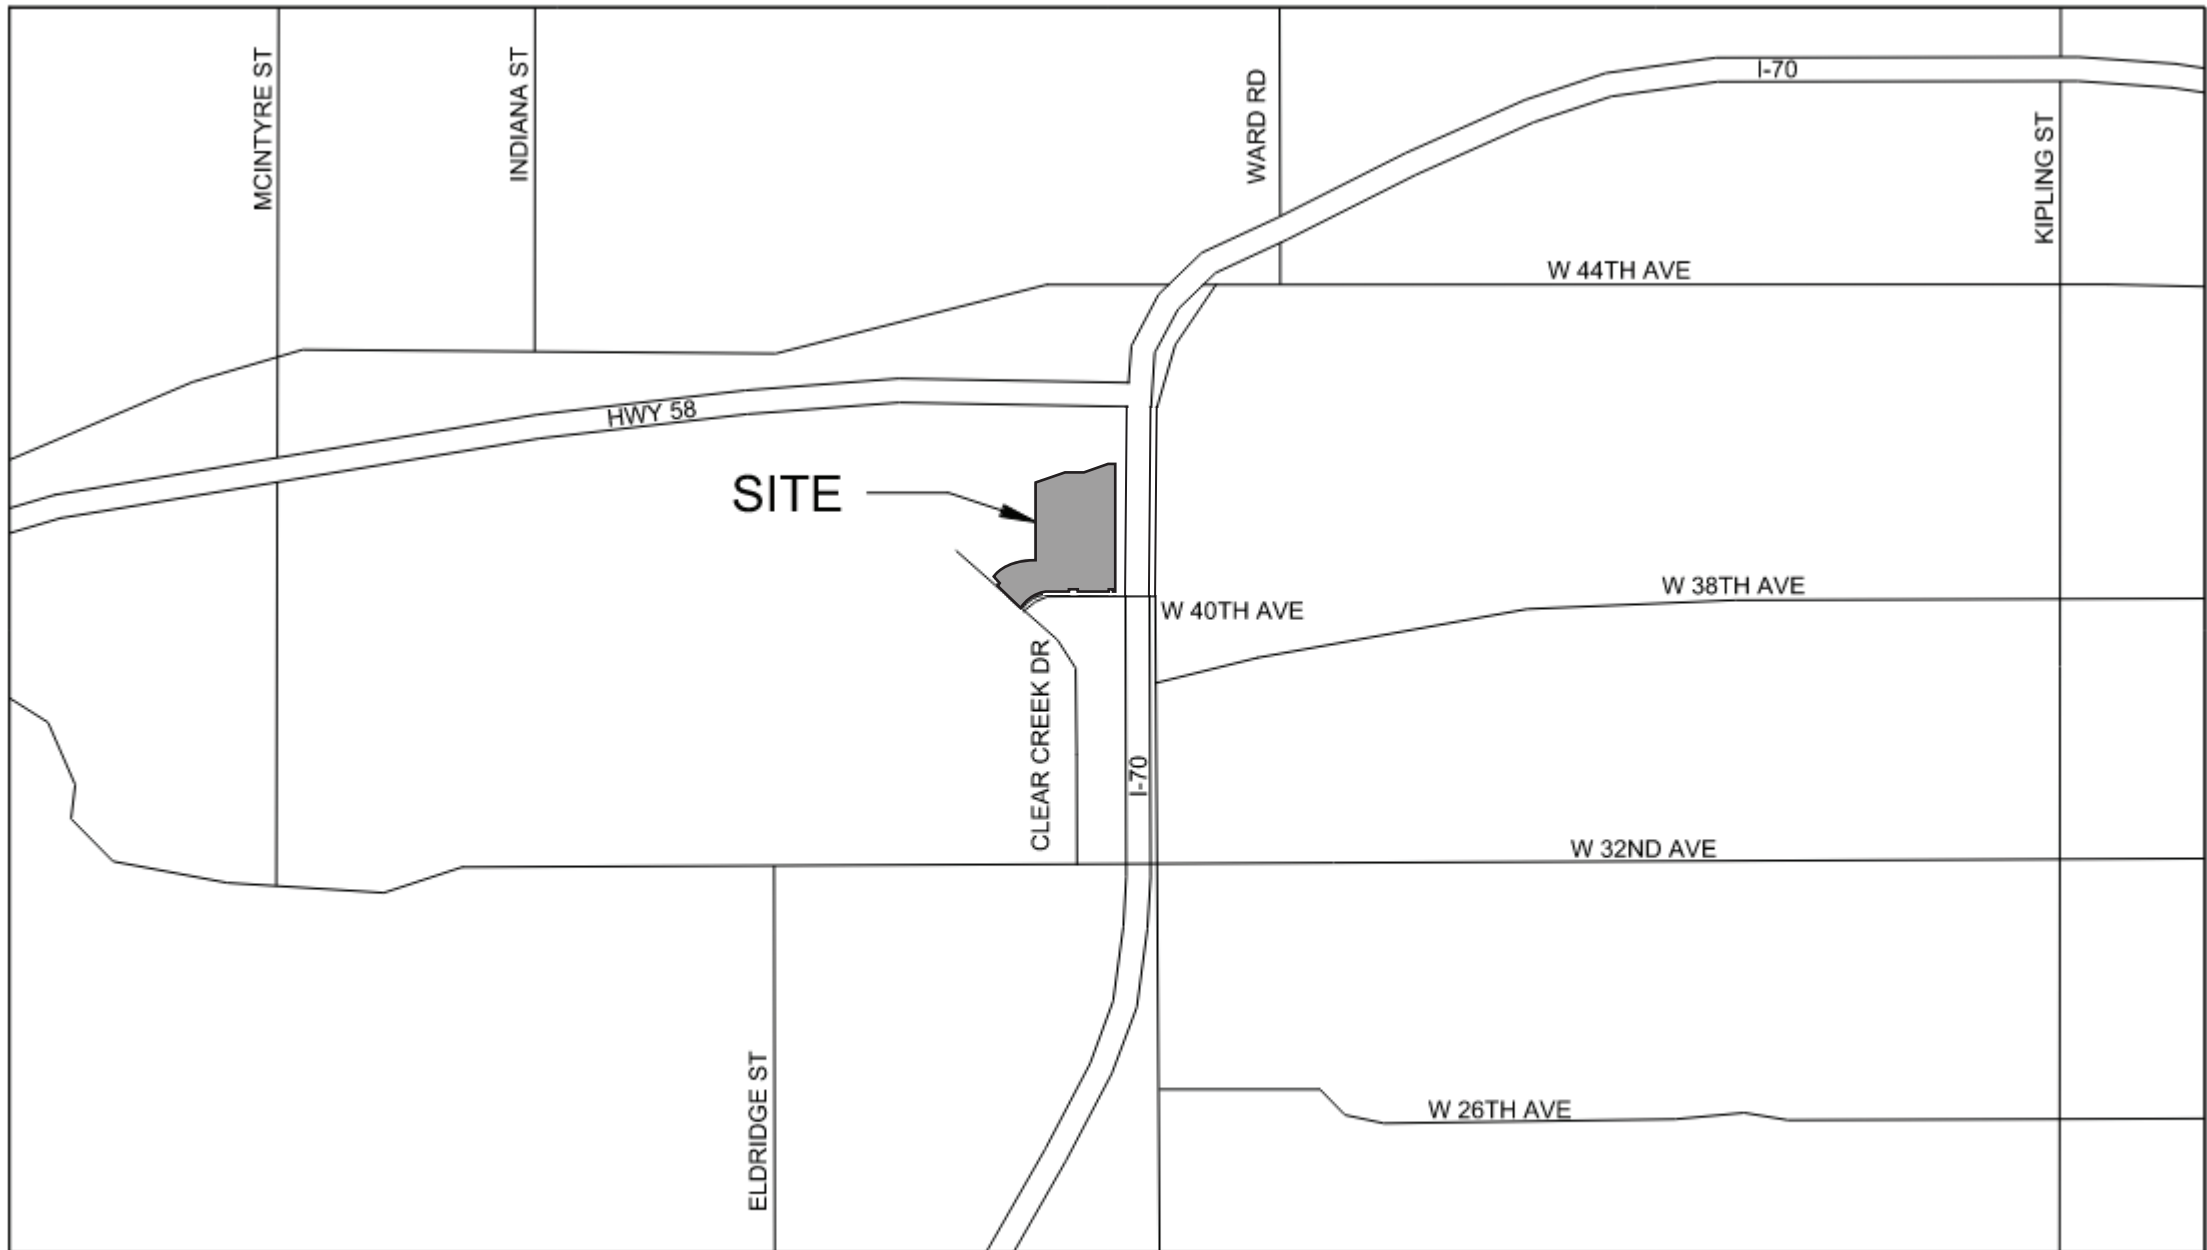 MCINTYRE ST
INDIANA ST
WARD RD
I-70
KIPLING ST
W 44TH AVE
HWY 58
SITE
W 38TH AVE
W 40TH AVE
CLEAR CREEK DR
I-70
W 32ND AVE
ELDRIDGE ST
W 26TH AVE